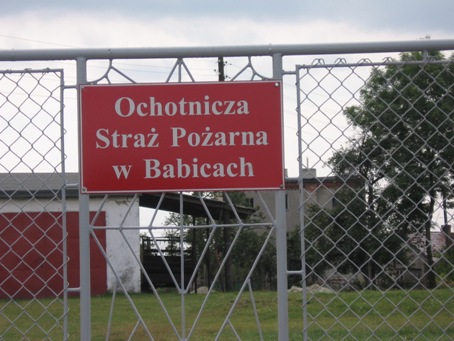 Ochotnicza
Straż Pożarna
w Babicach